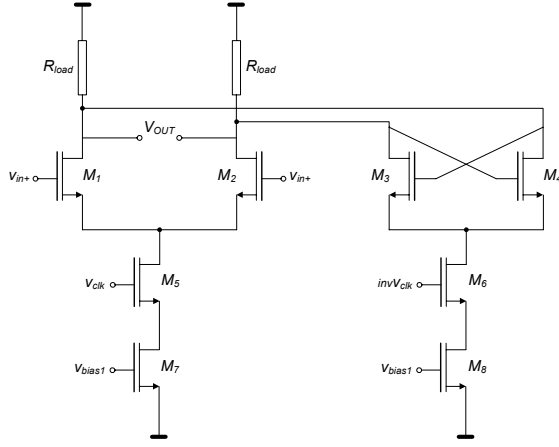 Rload
Rload
VOUT
vin+
M1
M2
vin+
M3
M4
vclk
M5
invVclk
M6
vbias1
M7
vbias1
M8